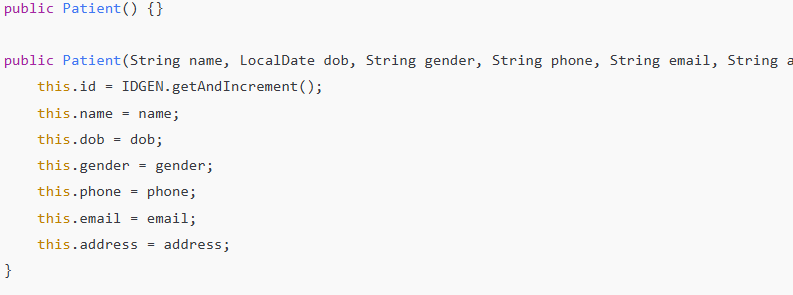 public Patient() {}
public Patient(String name, LocalDate dob, String gender, String phone, String email, String a
this.id = IDGEN.getAndIncrement();
this.name = name;
this.dob = dob;
this.gender = gender;
this.phone = phone;
this.email = email;
this.address = address;
}